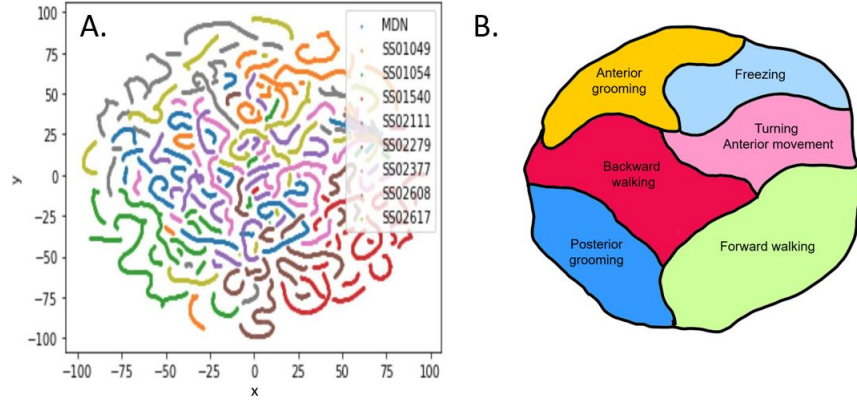 A.
100
75
50
25
0
-25
-50
-75
-100
y
-100
-75
-50
-25
0
25
50
75
100
x
MDN
SS01049
SS01054
SS01540
SS02111
SS02279
SS02377
SS02608
SS02617
B.
Anterior
grooming
Freezing
Turning
Anterior movement
Backward
walking
Posterior
grooming
Forward walking